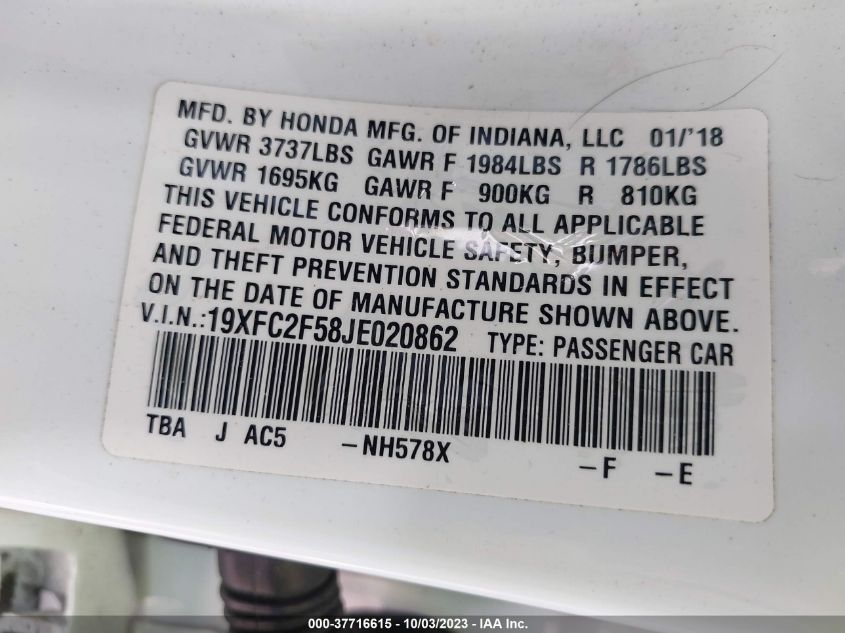 MFD. BY HONDA MFG. OF INDIANA, LLC 01/'18
GVWR 3737LBS GAWR F 1984LBS R 1786LBS
GVWR 1695KG GAWR F 900KG R 810KG
THIS VEHICLE CONFORMS TO ALL APPLICABLE
FEDERAL MOTOR VEHICLE SAFETY, BUMPER,
AND THEFT PREVENTION STANDARDS IN EFFECT
ON THE DATE OF MANUFACTURE SHOWN ABOVE.
V.I.N.:19XFC2F58JE020862 TYPE: PASSENGER CAR
TBA J AC5 –NH578X –F –E
000-37716615 - 10/03/2023 - IAA Inc.